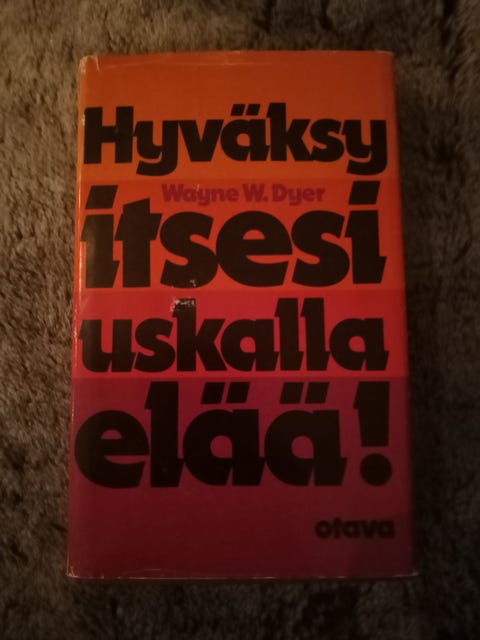 Hyväksy
Wayne W. Dyer
itsesi
uskalla
elää!
otava